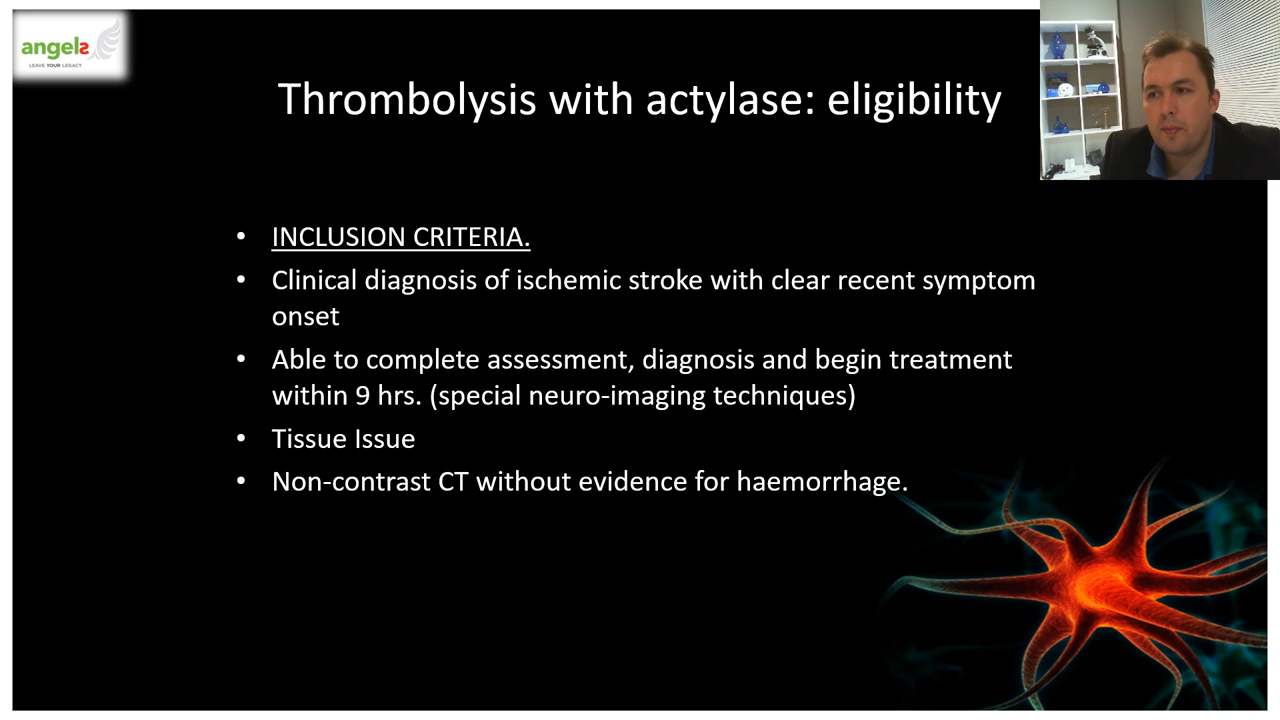 angels
LEAVE YOUR LEGACY
Thrombolysis with actylase: eligibility
• INCLUSION CRITERIA.
• Clinical diagnosis of ischemic stroke with clear recent symptom
onset
• Able to complete assessment, diagnosis and begin treatment
within 9 hrs. (special neuro-imaging techniques)
• Tissue Issue
• Non-contrast CT without evidence for haemorrhage.